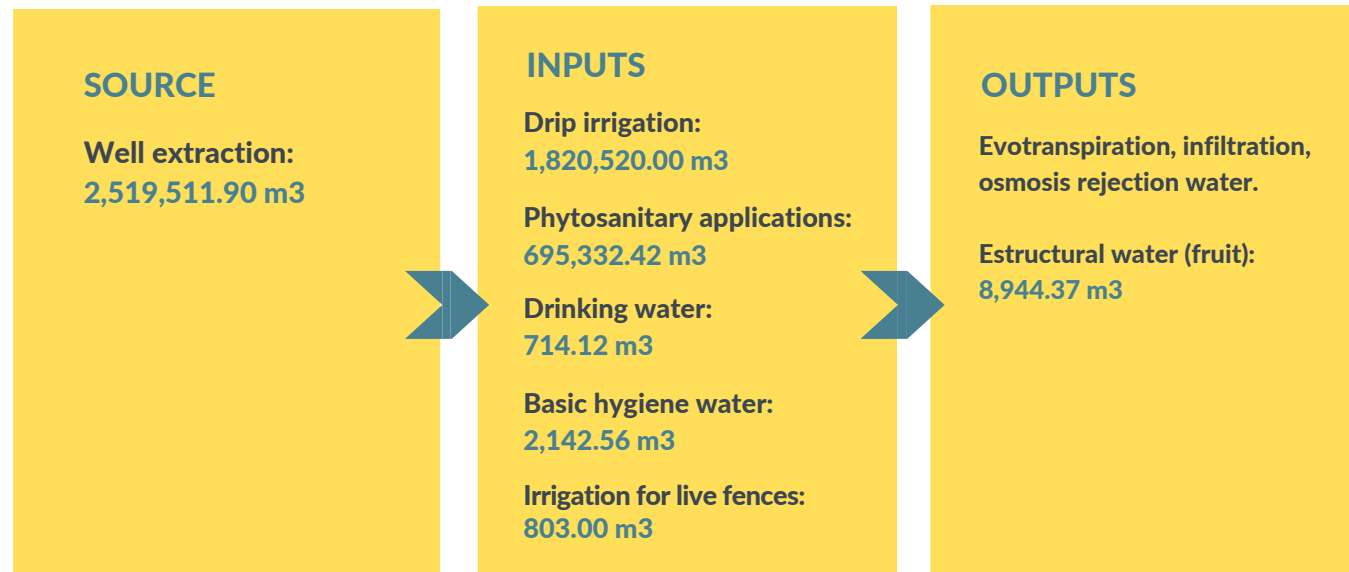 SOURCE
Well extraction:
2,519,511.90 m3
INPUTS
Drip irrigation:
1,820,520.00 m3
Phytosanitary applications:
695,332.42 m3
Drinking water:
714.12 m3
Basic hygiene water:
2,142.56 m3
Irrigation for live fences:
803.00 m3
OUTPUTS
Evotranspiration, infiltration,
osmosis rejection water.
Estructural water (fruit):
8,944.37 m3